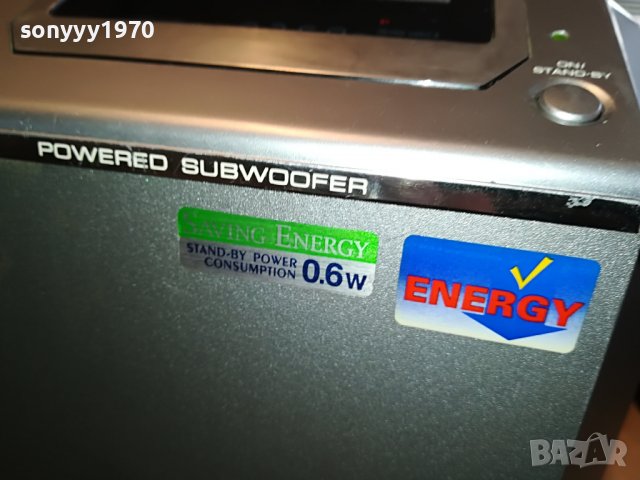 sonyyy1970
ON/
STAND-BY
POWERED SUBWOOFER
SAVING ENERGY
STAND-BY POWER
CONSUMPTION 0.6W
ENERGY
BAZAR